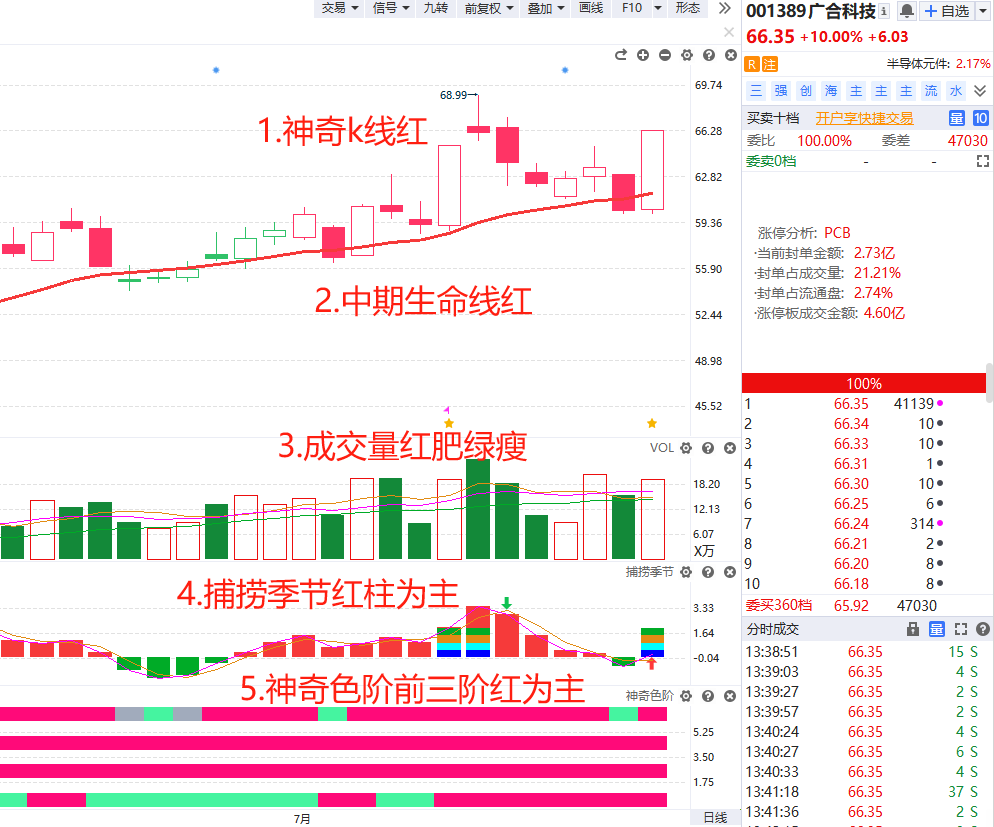 交易 信号 九转 前复权 叠加 画线 F10 形态
001389 广合科技 自选
66.35 +10.00% +6.03
R 注 半导体元件: 2.17%
三 强 创 海 主 主 主 流 水
买卖十档 开户享快捷交易 量 10
委比 100.00% 委差 47030
委卖0档 - -
涨停分析: PCB
·当前封单金额: 2.73亿
·封单占成交量: 21.21%
·封单占流通盘: 2.74%
·涨停板成交金额: 4.60亿
100%
1 66.35 41139
2 66.34 10
3 66.33 10
4 66.31 1
5 66.30 10
6 66.25 6
7 66.24 314
8 66.21 2
9 66.20 8
10 66.18 8
委买360档 65.92 47030
分时成交 量
13:38:51 66.35 15 S
13:39:03 66.35 4 S
13:39:27 66.35 2 S
13:39:57 66.35 2 S
13:40:24 66.35 4 S
13:40:27 66.35 6 S
13:40:33 66.35 4 S
13:41:18 66.35 37 S
13:41:36 66.35 2 S
69.74
68.99
66.28
1.神奇k线红
62.82
59.36
55.90
2.中期生命线红
52.44
48.98
45.52
3.成交量红肥绿瘦
VOL
18.20
12.13
6.07
X万
捕捞季节
4.捕捞季节红柱为主
3.33
1.64
-0.04
5.神奇色阶前三阶红为主
神奇色阶
5.25
3.50
1.75
7月 日线